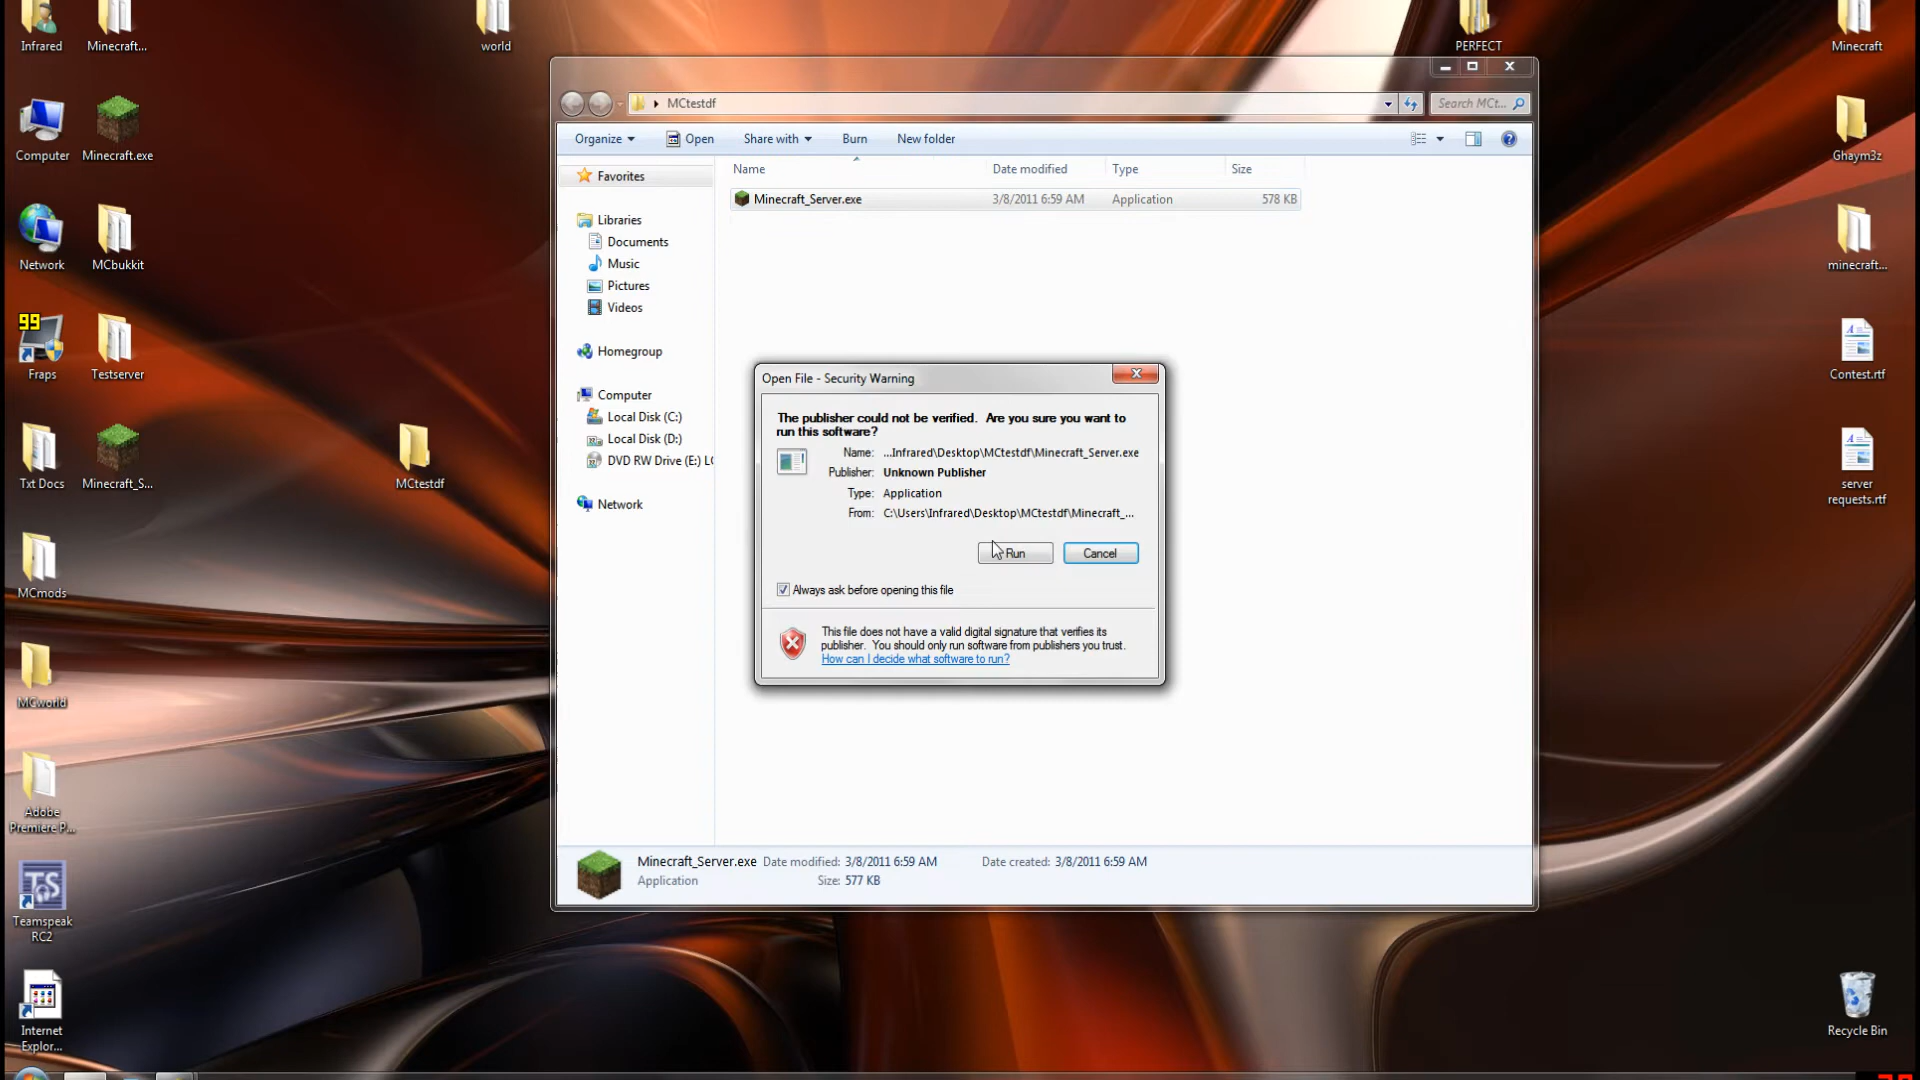 Infrared
Minecraft...
world
PERFECT
Minecraft
MCtestdf
Search MCt...
Organize
Open
Share with
Burn
New folder
Computer
Minecraft.exe
Ghaym3z
Name
Date modified
Type
Size
Favorites
Minecraft_Server.exe
3/8/2011 6:59 AM
Application
578 KB
Libraries
Documents
Music
Pictures
Videos
Network
MCbukkit
minecraft...
Homegroup
99
Fraps
Testserver
Contest.rtf
Computer
Local Disk (C:)
Local Disk (D:)
DVD RW Drive (E:) LG
Network
Open File - Security Warning
The publisher could not be verified. Are you sure you want to
run this software?
Name: ...Infrared\Desktop\MCtestdf\Minecraft_Server.exe
Publisher: Unknown Publisher
Type: Application
From: C:\Users\Infrared\Desktop\MCtestdf\Minecraft_...
Run
Cancel
Always ask before opening this file
This file does not have a valid digital signature that verifies its
publisher. You should only run software from publishers you trust.
How can I decide what software to run?
Txt Docs
Minecraft_S...
MCtestdf
server
requests.rtf
MCmods
MCworld
Adobe
Premiere P...
Minecraft_Server.exe Date modified: 3/8/2011 6:59 AM Date created: 3/8/2011 6:59 AM
Application Size: 577 KB
TS
Teamspeak
RC2
Internet
Explor...
Recycle Bin